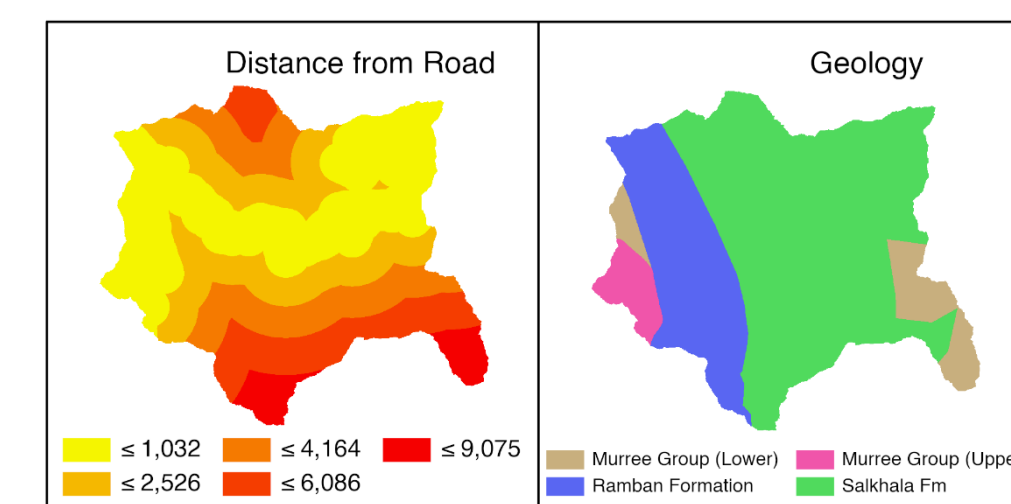 Distance from Road
≤ 1,032
≤ 4,164
≤ 9,075
≤ 2,526
≤ 6,086
Geology
Murree Group (Lower)
Murree Group (Uppe
Ramban Formation
Salkhala Fm